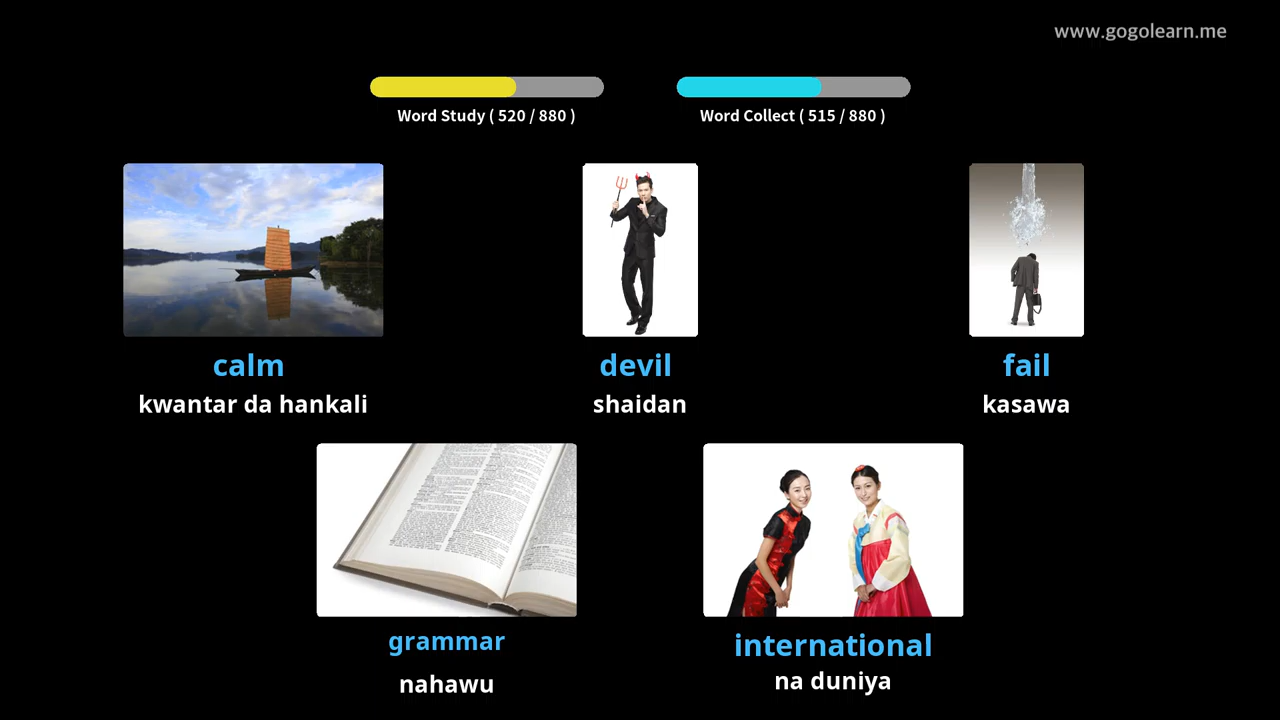 www.gogolearn.me
Word Study ( 520 / 880 )
Word Collect ( 515 / 880 )
calm
kwantar da hankali
devil
shaidan
fail
kasawa
grammar
nahawu
international
na duniya